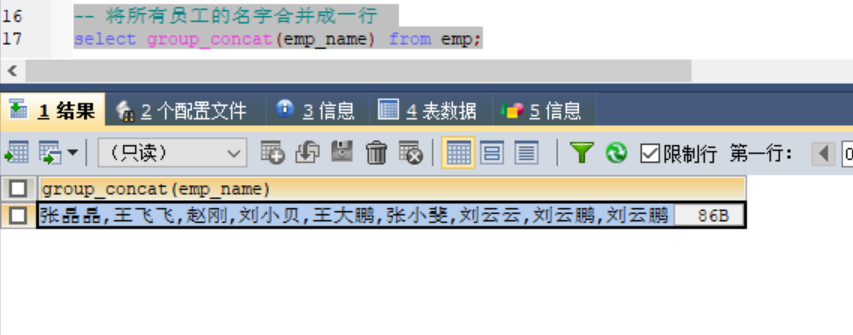 16 -- 将所有员工的名字合并成一行
17 select group_concat(emp_name) from emp;
1 结果 2 个配置文件 3 信息 4 表数据 5 信息
（只读） 限制行 第一行： 0
group_concat(emp_name)
张晶晶,王飞飞,赵刚,刘小贝,王大鹏,张小斐,刘云云,刘云鹏,刘云鹏 86B